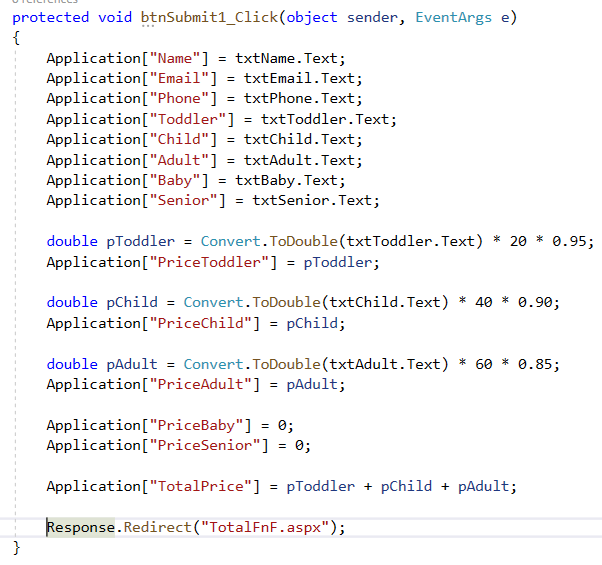 protected void btnSubmit1_Click(object sender, EventArgs e)
{
Application["Name"] = txtName.Text;
Application["Email"] = txtEmail.Text;
Application["Phone"] = txtPhone.Text;
Application["Toddler"] = txtToddler.Text;
Application["Child"] = txtChild.Text;
Application["Adult"] = txtAdult.Text;
Application["Baby"] = txtBaby.Text;
Application["Senior"] = txtSenior.Text;
double pToddler = Convert.ToDouble(txtToddler.Text) * 20 * 0.95;
Application["PriceToddler"] = pToddler;
double pChild = Convert.ToDouble(txtChild.Text) * 40 * 0.90;
Application["PriceChild"] = pChild;
double pAdult = Convert.ToDouble(txtAdult.Text) * 60 * 0.85;
Application["PriceAdult"] = pAdult;
Application["PriceBaby"] = 0;
Application["PriceSenior"] = 0;
Application["TotalPrice"] = pToddler + pChild + pAdult;
Response.Redirect("TotalFnF.aspx");
}